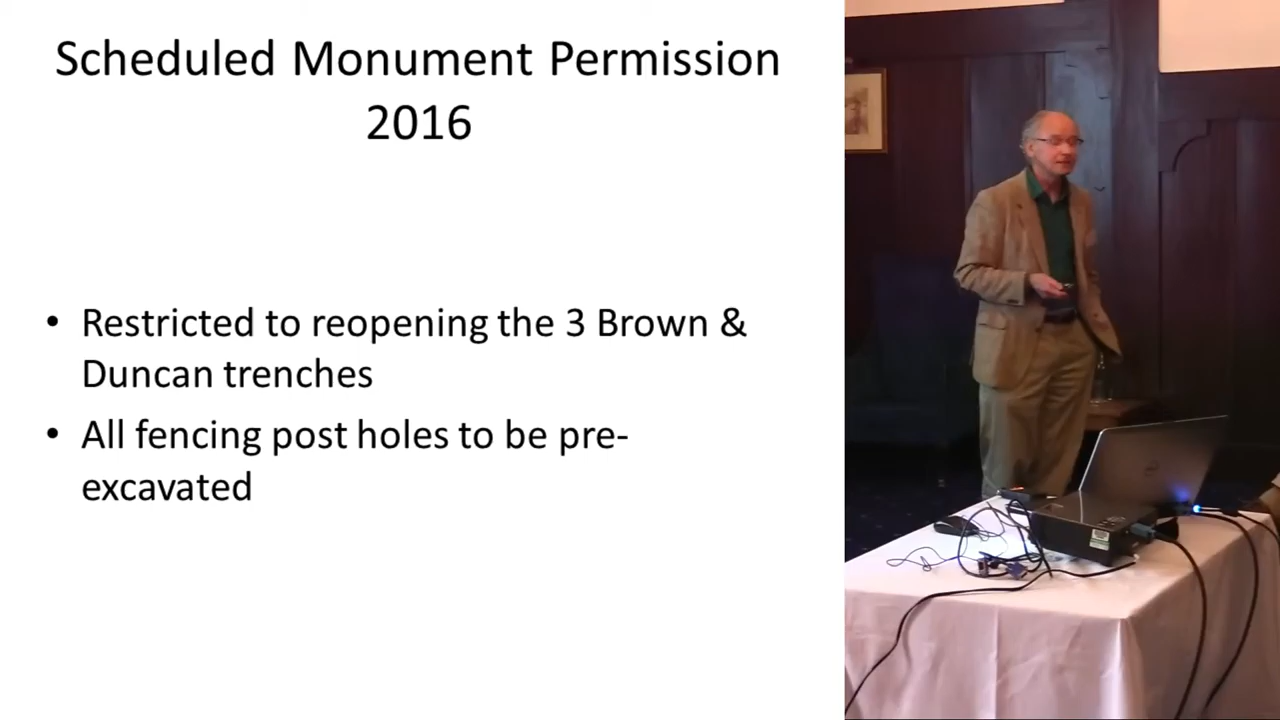 Scheduled Monument Permission
2016
• Restricted to reopening the 3 Brown &
Duncan trenches
• All fencing post holes to be pre-
excavated